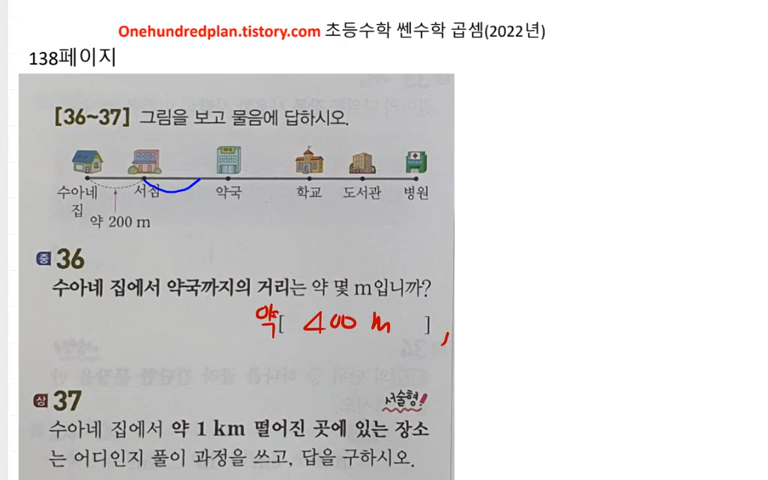 Onehundredplan.tistory.com 초등수학 쎈수학 곱셈(2022년)
138페이지
[36~37] 그림을 보고 물음에 답하시오.
수아네 집 서점 약국 학교 도서관 병원
약 200 m
중 36
수아네 집에서 약국까지의 거리는 약 몇 m입니까?
약[ 400 m ]
상 37 서술형!
수아네 집에서 약 1 km 떨어진 곳에 있는 장소
는 어디인지 풀이 과정을 쓰고, 답을 구하시오.